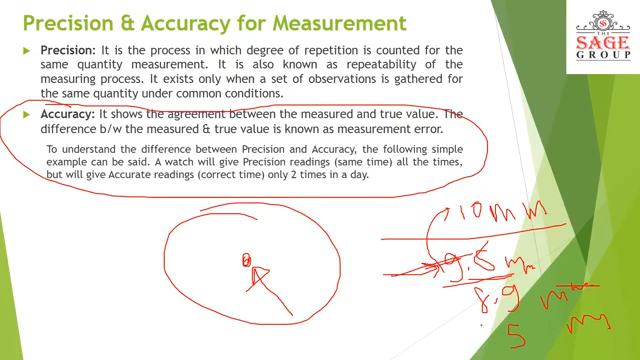 Precision & Accuracy for Measurement
THE
SAGE
GROUP
Precision: It is the process in which degree of repetition is counted for the
same quantity measurement. It is also known as repeatability of
the measuring process. It exists only when a set of observations is gathered for
the same quantity under common conditions.
Accuracy: It shows the agreement between the measured and true value. The
difference b/w the measured & true value is known as measurement error.
To understand the difference between Precision and Accuracy, the following simple
example can be said. A watch will give Precision readings (same time) all the times,
but will give Accurate readings (correct time) only 2 times in a day.
10 mm
9.5 mm
8.9 mm
5 m